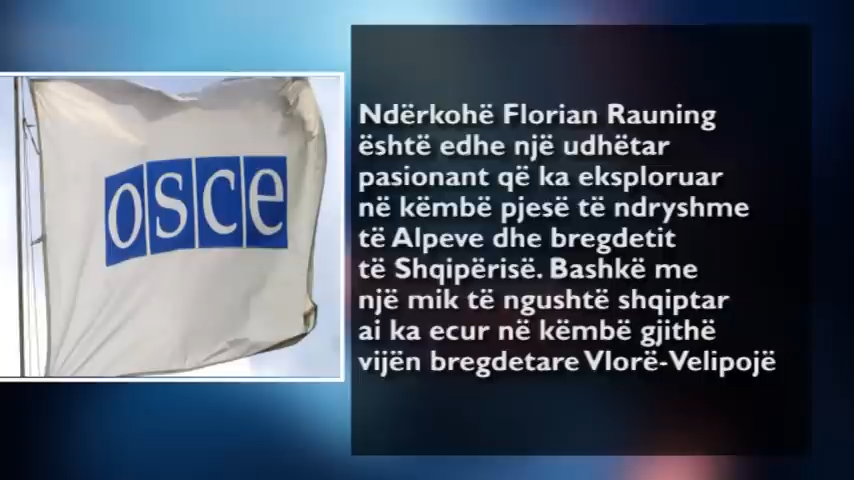 osce
Ndërkohë Florian Rauning
është edhe një udhëtar
pasionant që ka eksploruar
në këmbë pjesë të ndryshme
të Alpeve dhe bregdetit
të Shqipërisë. Bashkë me
një mik të ngushtë shqiptar
ai ka ecur në këmbë gjithë
vijën bregdetare Vlorë-Velipojë